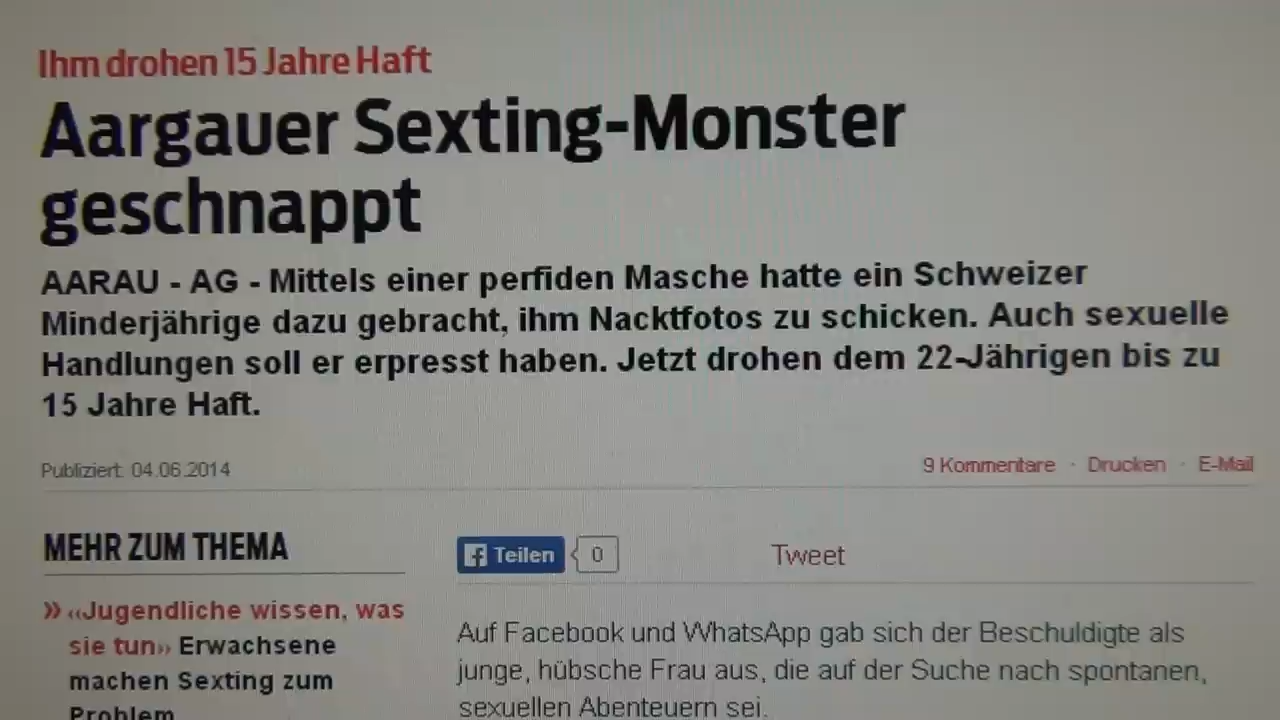 Ihm drohen 15 Jahre Haft
Aargauer Sexting-Monster
geschnappt
AARAU - AG - Mittels einer perfiden Masche hatte ein Schweizer
Minderjährige dazu gebracht, ihm Nacktfotos zu schicken. Auch sexuelle
Handlungen soll er erpresst haben. Jetzt drohen dem 22-Jährigen bis zu
15 Jahre Haft.
Publiziert: 04.06.2014
9 Kommentare · Drucken · E-Mail
MEHR ZUM THEMA
Teilen 0 Tweet
» «Jugendliche wissen, was
sie tun» Erwachsene
machen Sexting zum
Problem
Auf Facebook und WhatsApp gab sich der Beschuldigte als
junge, hübsche Frau aus, die auf der Suche nach spontanen,
sexuellen Abenteuern sei.